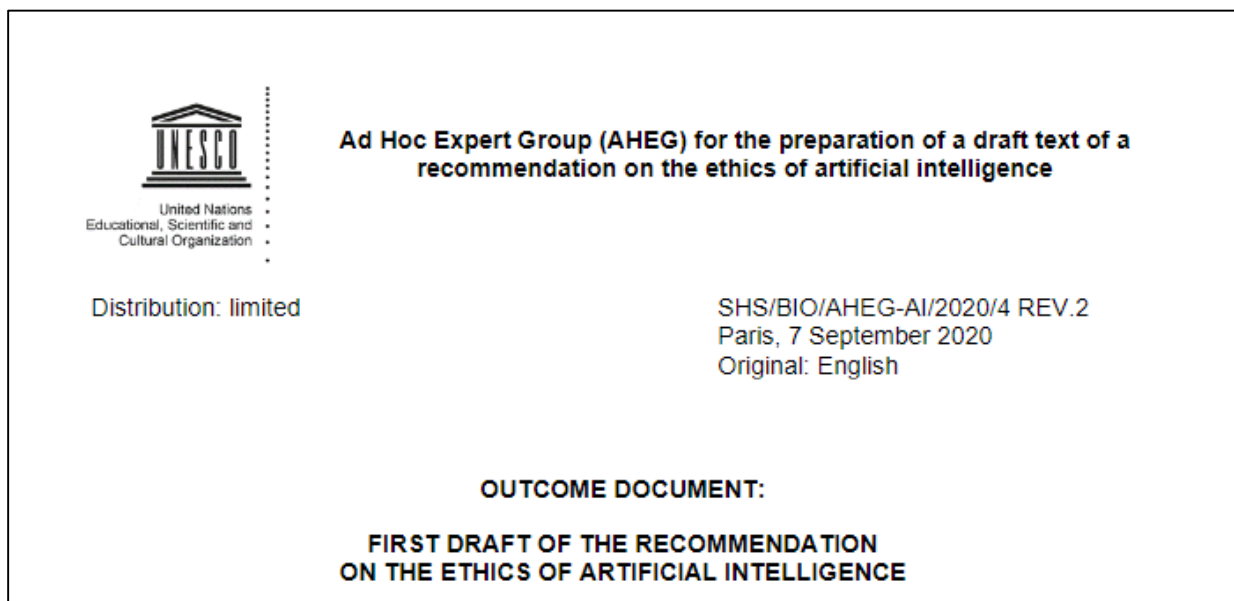 UNESCO
United Nations
Educational, Scientific and
Cultural Organization
Ad Hoc Expert Group (AHEG) for the preparation of a draft text of a
recommendation on the ethics of artificial intelligence
Distribution: limited
SHS/BIO/AHEG-AI/2020/4 REV.2
Paris, 7 September 2020
Original: English
OUTCOME DOCUMENT:
FIRST DRAFT OF THE RECOMMENDATION
ON THE ETHICS OF ARTIFICIAL INTELLIGENCE